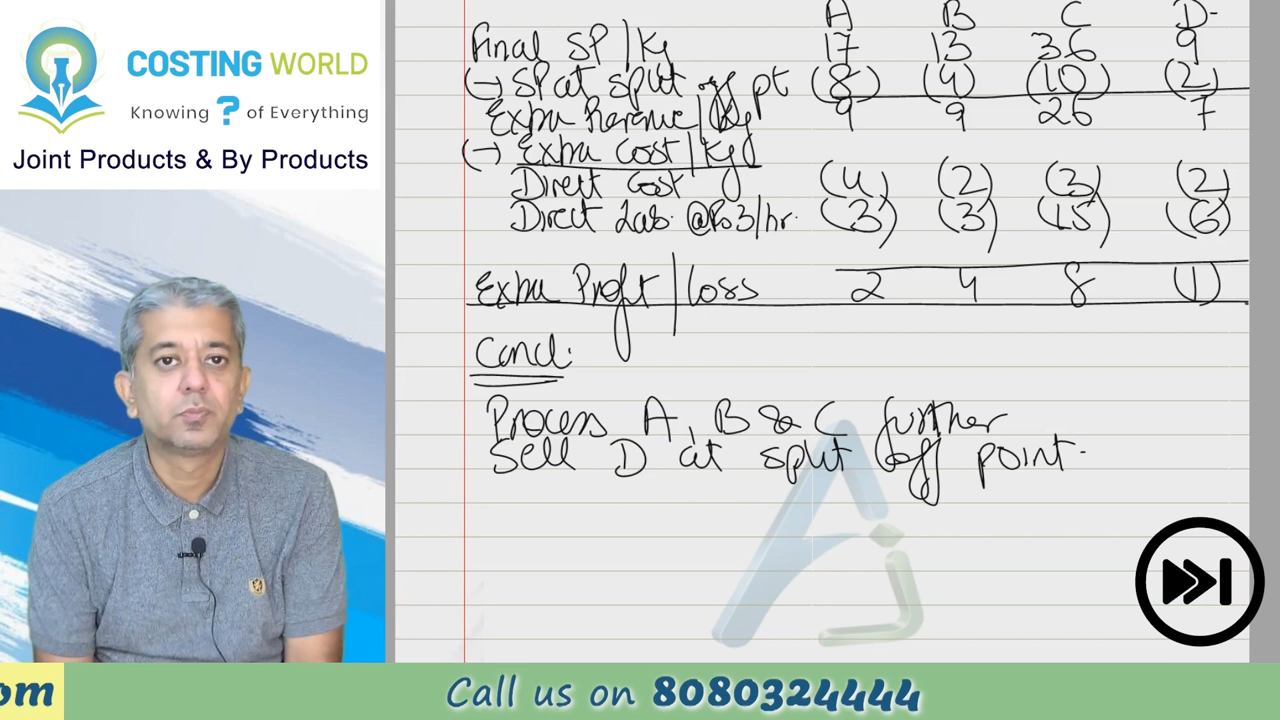 COSTING WORLD
Knowing ? of Everything
Joint Products & By Products
A B C D
Final SP/Kg 17 13 36 9
(-) SP at split off pt (8) (4) (10) (2)
Extra Revenue/Kg 9 9 26 7
(-) Extra Cost/Kg
Direct Cost (4) (2) (3) (2)
Direct Lab. @Rs3/hr. (3) (3) (15) (6)
Extra Profit/Loss 2 4 8 (1)
Concl.
Process A, B & C further
Sell D at split off point.
om
Call us on 8080324444